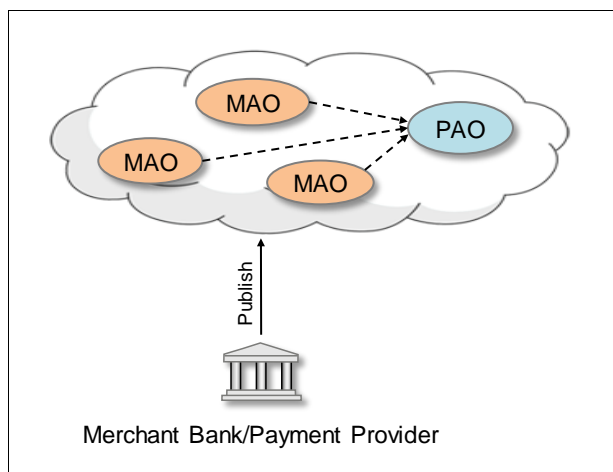 MAO
PAO
MAO
MAO
Publish
Merchant Bank/Payment Provider